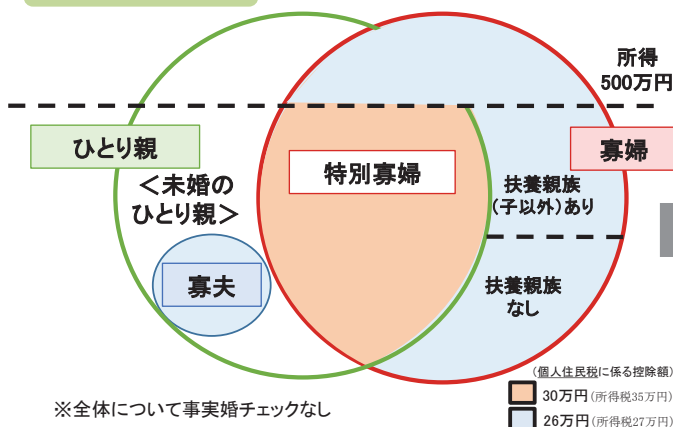 所得
500万円
ひとり親
寡婦
<未婚の
ひとり親>
特別寡婦
扶養親族
(子以外)あり
寡夫
扶養親族
なし
(個人住民税に係る控除額)
30万円(所得税35万円)
26万円(所得税27万円)
※全体について事実婚チェックなし